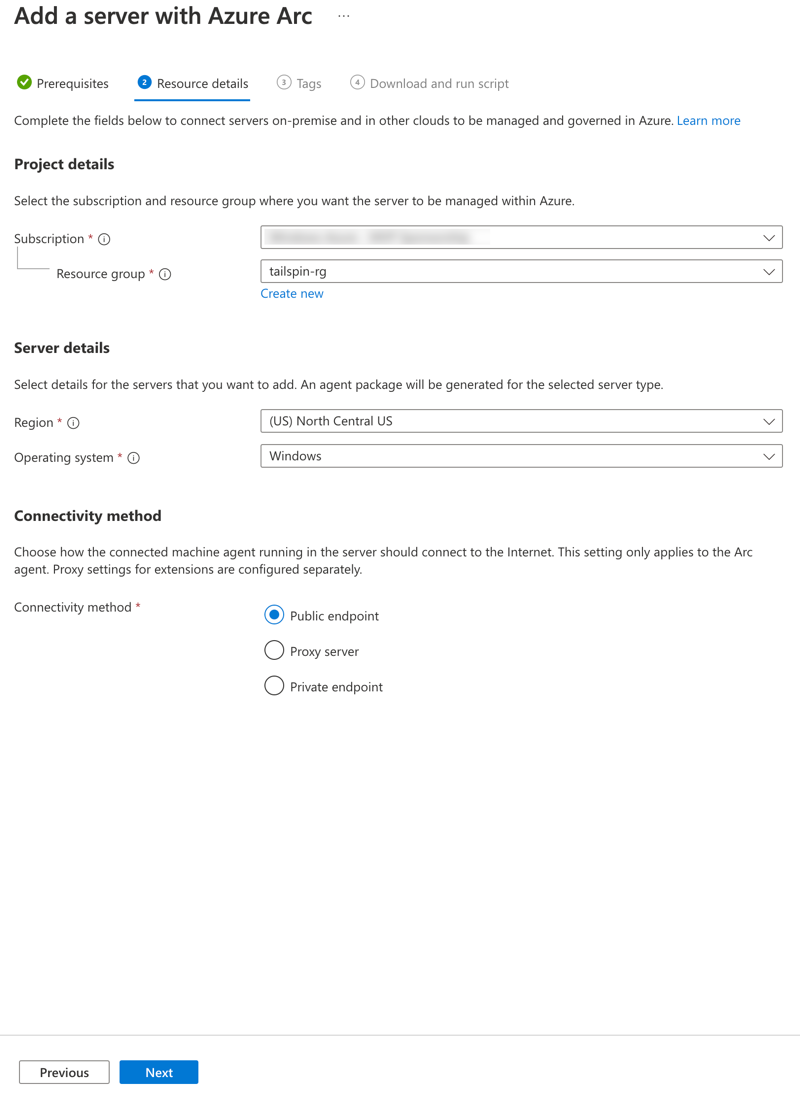 Add a server with Azure Arc ...
Prerequisites 2 Resource details 3 Tags 4 Download and run script
Complete the fields below to connect servers on-premise and in other clouds to be managed and governed in Azure. Learn more
Project details
Select the subscription and resource group where you want the server to be managed within Azure.
Subscription *
Resource group * tailspin-rg
Create new
Server details
Select details for the servers that you want to add. An agent package will be generated for the selected server type.
Region * (US) North Central US
Operating system * Windows
Connectivity method
Choose how the connected machine agent running in the server should connect to the Internet. This setting only applies to the Arc
agent. Proxy settings for extensions are configured separately.
Connectivity method *
Public endpoint
Proxy server
Private endpoint
Previous Next